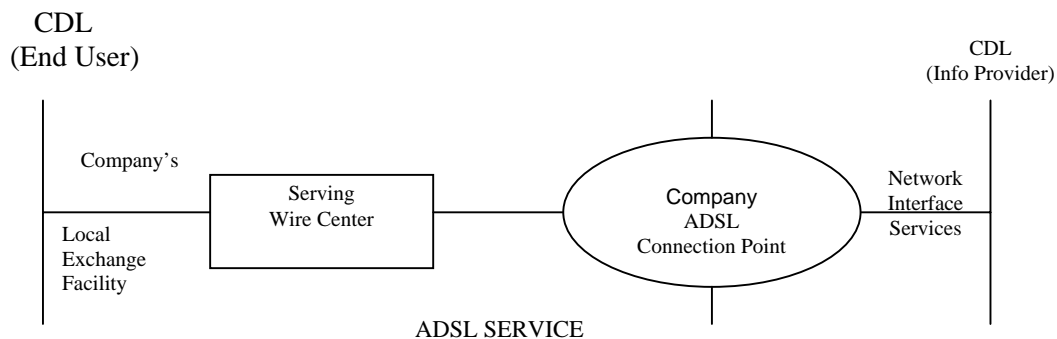 CDL
(End User)
CDL
(Info Provider)
Company's
Local
Exchange
Facility
Serving
Wire Center
Company
ADSL
Connection Point
Network
Interface
Services
ADSL SERVICE